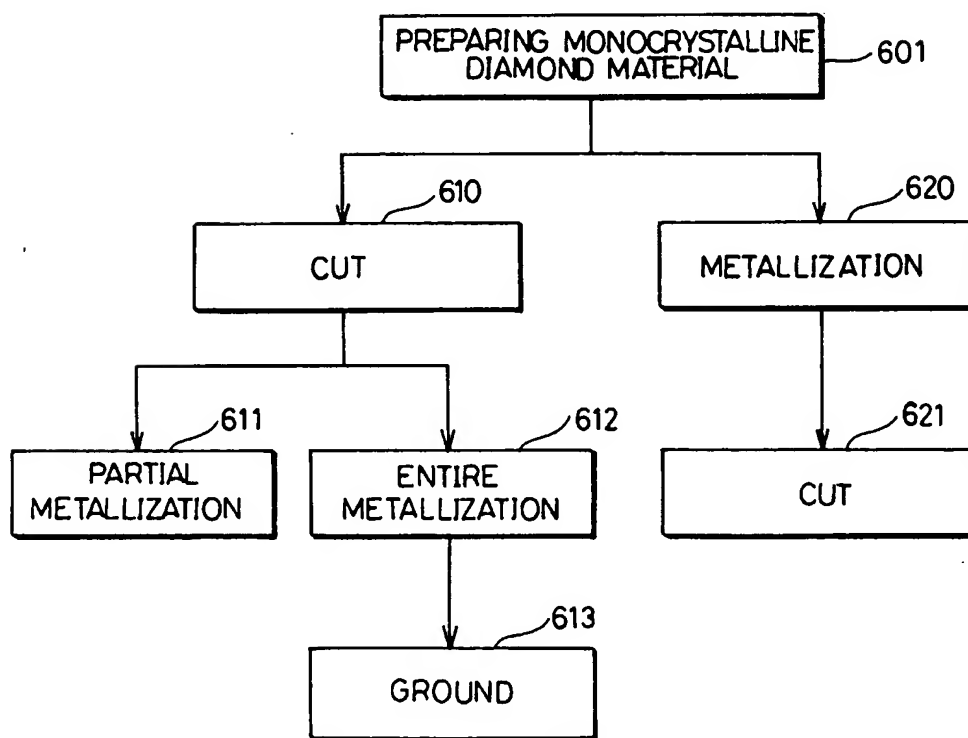 PREPARING MONOCRYSTALLINE
DIAMOND MATERIAL
601
610
620
CUT
METALLIZATION
611
612
621
PARTIAL
METALLIZATION
ENTIRE
METALLIZATION
CUT
613
GROUND